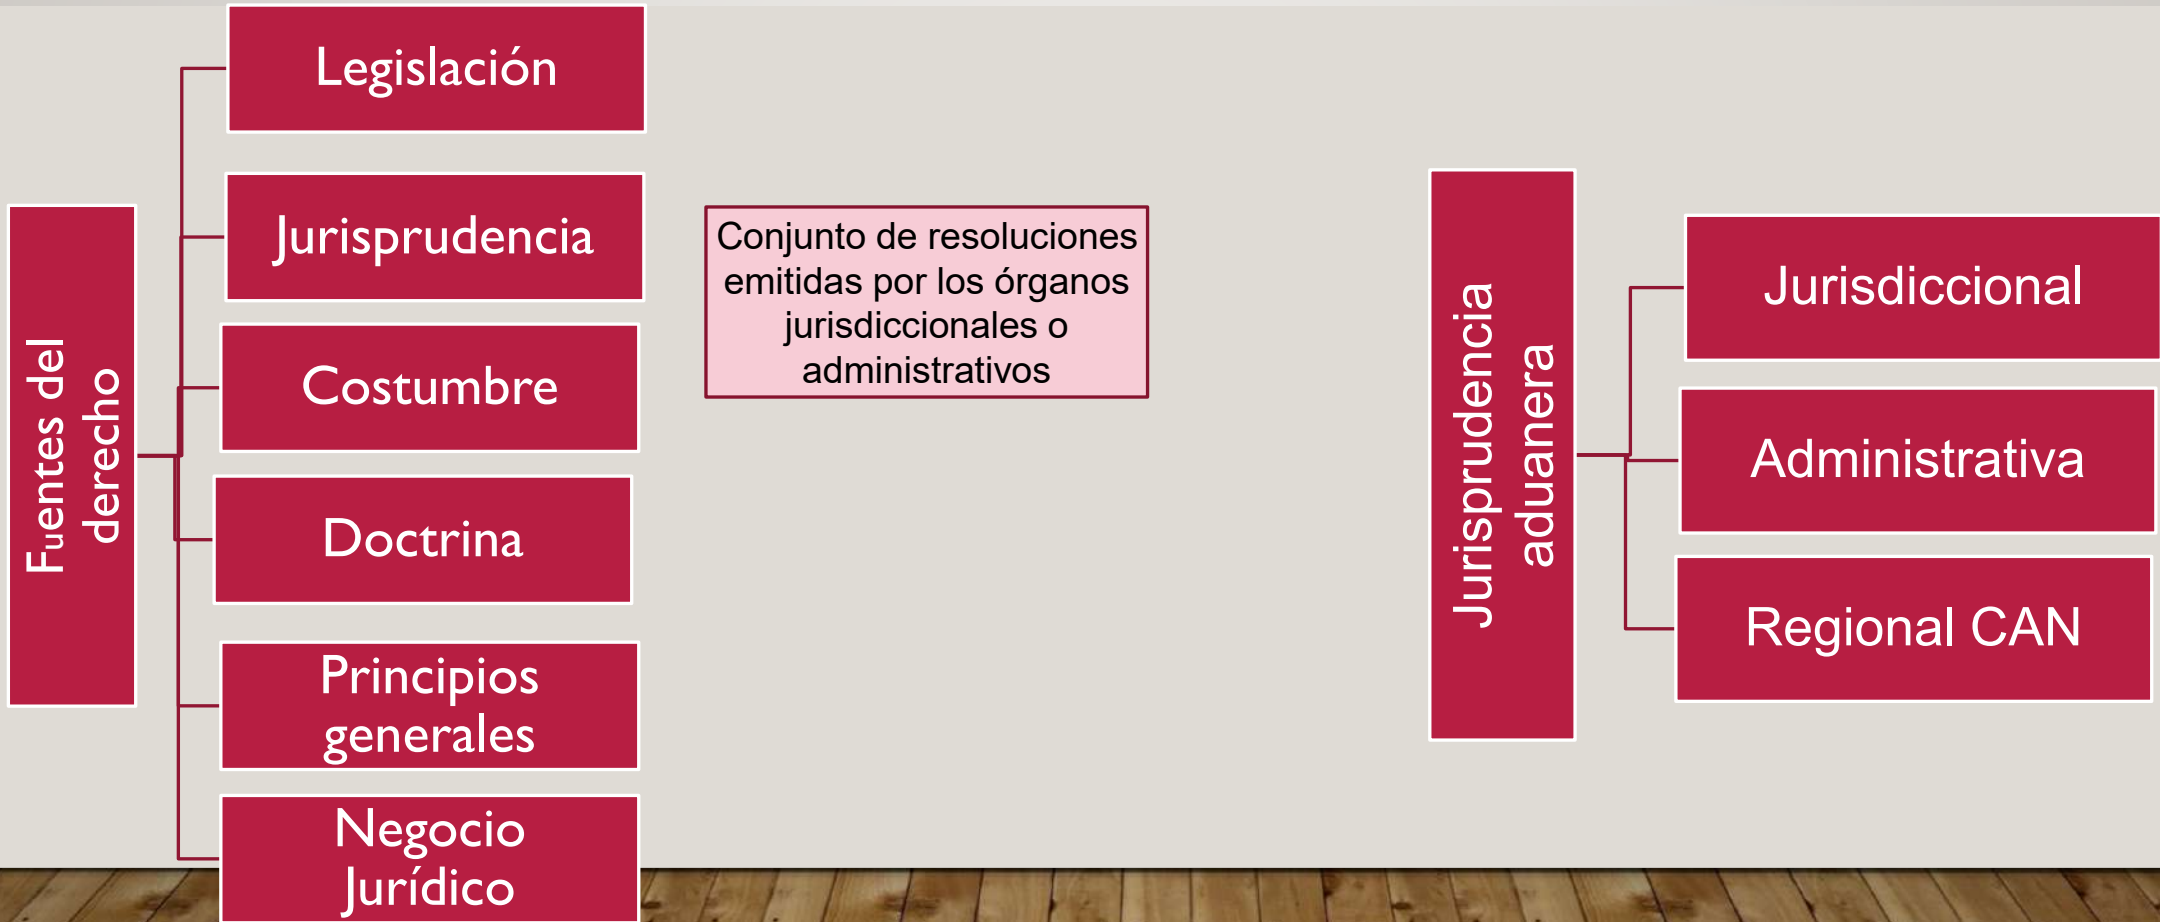 Fuentes del
derecho
Legislación
Jurisprudencia
Costumbre
Doctrina
Principios
generales
Negocio
Jurídico
Conjunto de resoluciones
emitidas por los órganos
jurisdiccionales o
administrativos
Jurisprudencia
aduanera
Jurisdiccional
Administrativa
Regional CAN